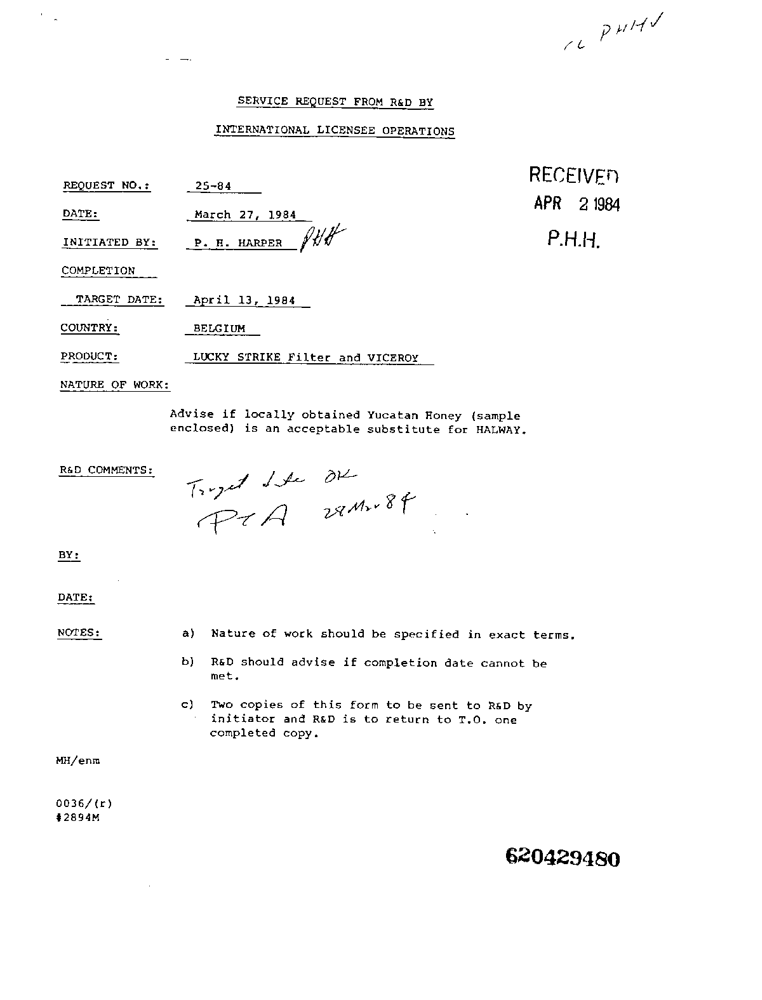 cc PHH ✓
SERVICE REQUEST FROM R&D BY
INTERNATIONAL LICENSEE OPERATIONS
RECEIVED
APR 2 1984
P.H.H.
REQUEST NO.: 25-84
DATE: March 27, 1984
INITIATED BY: P. H. HARPER PHH
COMPLETION
TARGET DATE: April 13, 1984
COUNTRY: BELGIUM
PRODUCT: LUCKY STRIKE Filter and VICEROY
NATURE OF WORK:
Advise if locally obtained Yucatan Honey (sample
enclosed) is an acceptable substitute for HALWAY.
R&D COMMENTS:
Target date OK
28 Mar 84
BY:
DATE:
NOTES:
a) Nature of work should be specified in exact terms.
b) R&D should advise if completion date cannot be
met.
c) Two copies of this form to be sent to R&D by
initiator and R&D is to return to T.O. one
completed copy.
MH/enm
0036/(r)
#2894M
620429480